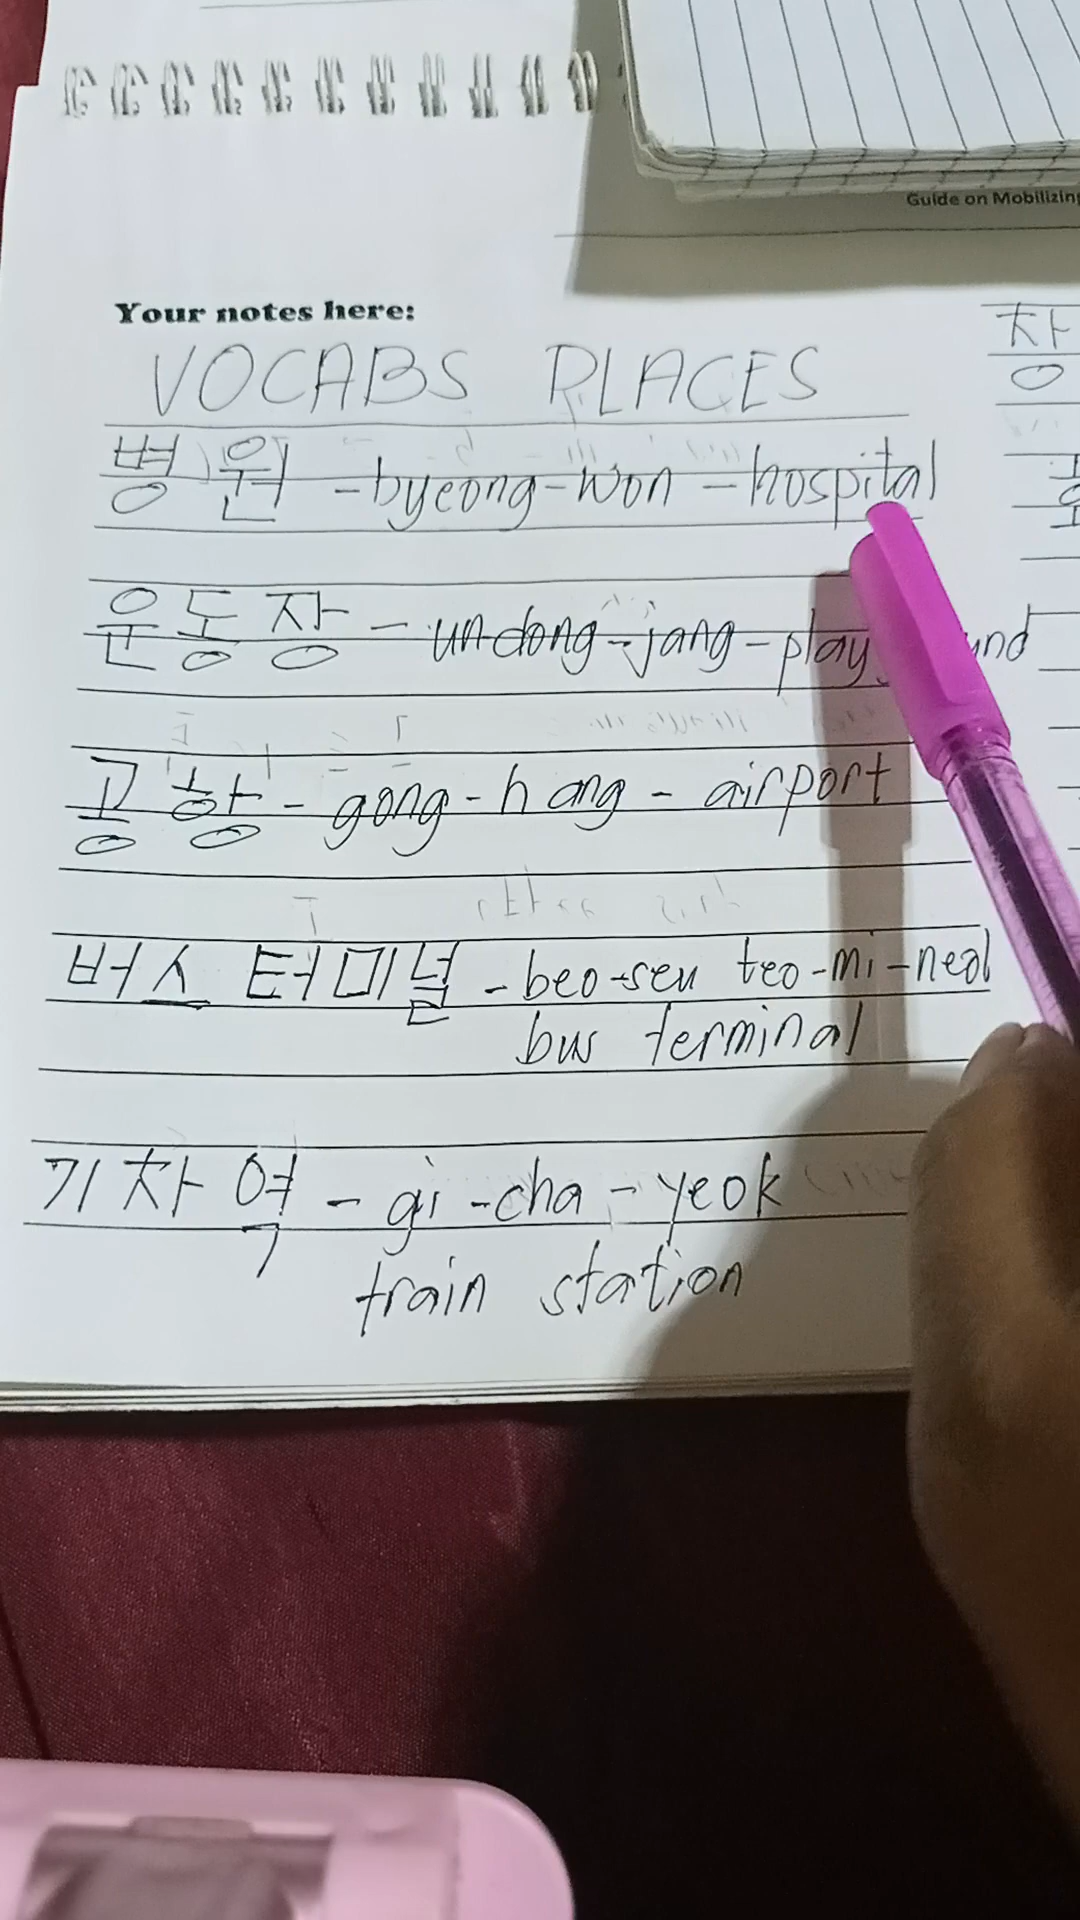 Guide on Mobilizing
Your notes here:
VOCABS PLACES
병원 - byeong-won - hospital
운동장 - un-dong-jang - play nd
공항 - gong-hang - airport
버스 터미널 - beo-seu teo-mi-neol
bus terminal
기차역 - gi-cha-yeok
train station